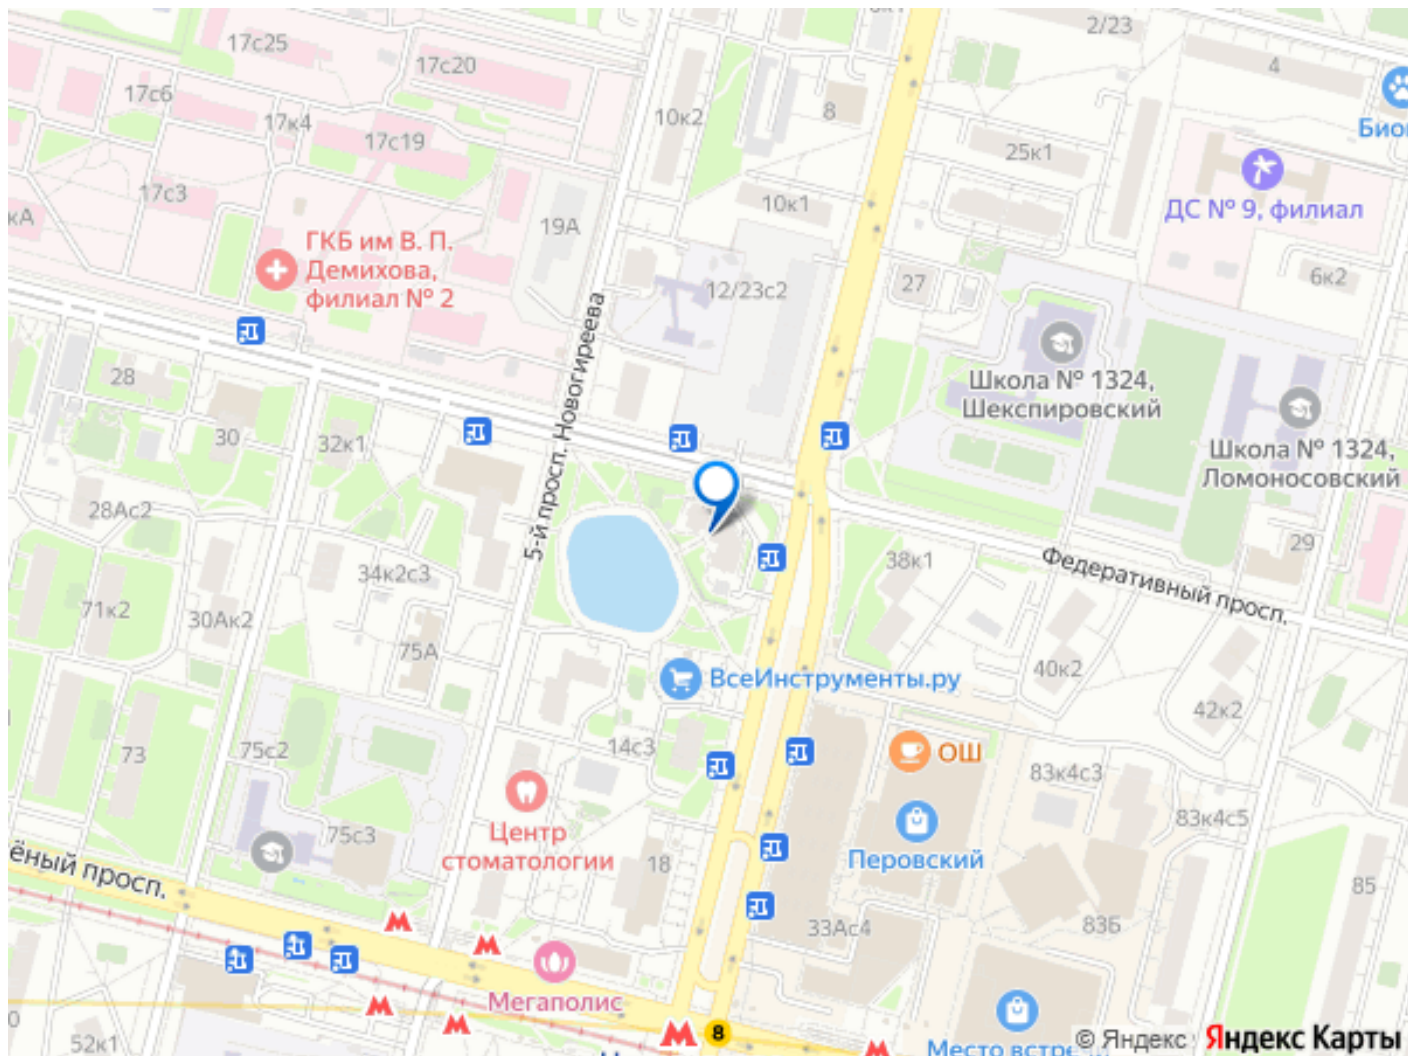 2/23
17с25
17с20
4
17с6
10к2
8
Био
17к4
17с19
25к1
17с3
10к1
ДС № 9, филиал
кА
19А
ГКБ им В. П.
Демихова,
филиал № 2
12/23с2
27
6к2
5-й просп. Новогиреева
28
Школа № 1324,
Шекспировский
30
32к1
Школа № 1324,
Ломоносовский
28Ас2
29
34к2с3
38к1
Федеративный просп.
71к2
30Ак2
75А
40к2
ВсеИнструменты.ру
42к2
73
75с2
14с3
ОШ
83к4с3
75с3
Центр
стоматологии
83к4с5
Перовский
18
ёный просп.
85
33Ас4
83Б
Мегаполис
8
52к1
Место встре
© Яндекс
Яндекс Карты